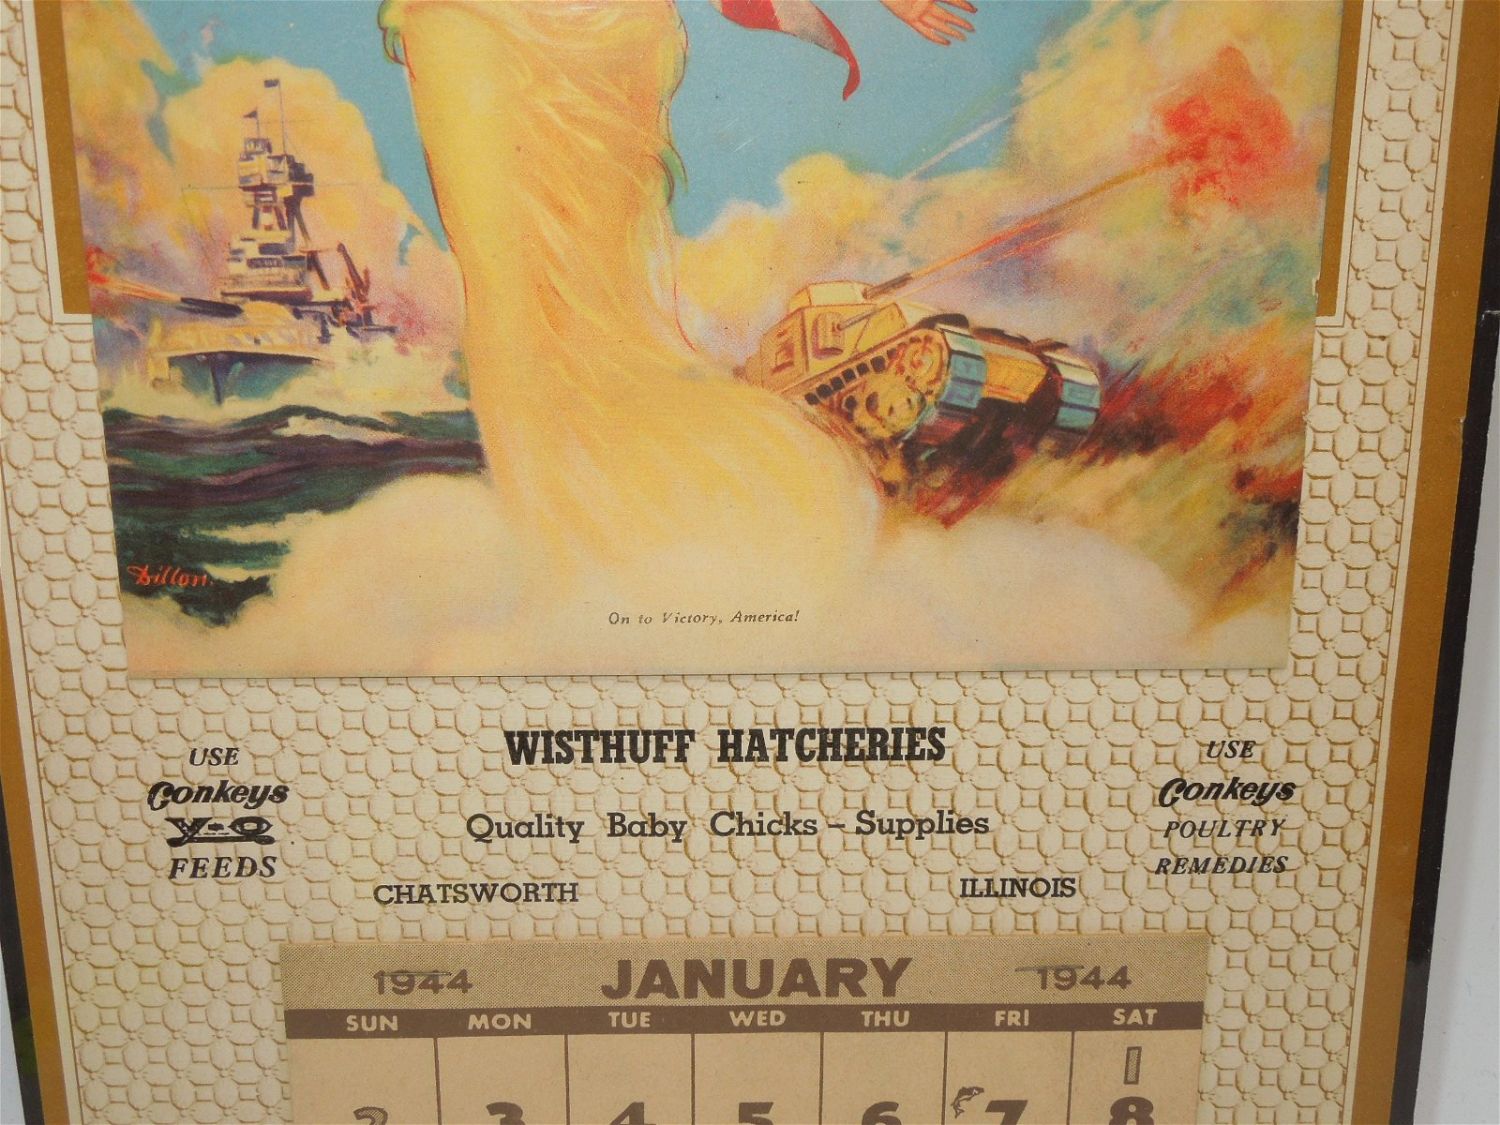 Dillon
On to Victory, America!
WISTHUFF HATCHERIES
USE
Conkeys
Y-O
FEEDS
Quality Baby Chicks – Supplies
USE
Conkeys
POULTRY
REMEDIES
CHATSWORTH ILLINOIS
1944 JANUARY 1944
SUN MON TUE WED THU FRI SAT
1
2 3 4 5 6 7 8